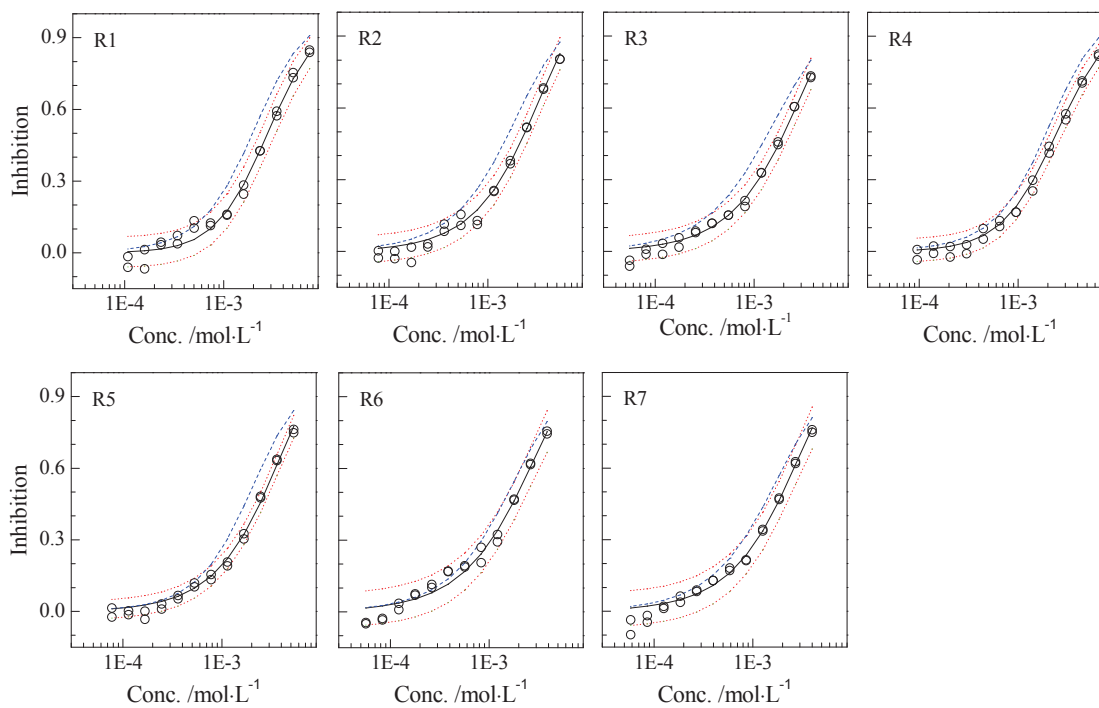 R1
R2
R3
R4
0.9
0.6
0.3
0.0
Inhibition
1E-4 1E-3
1E-4 1E-3
1E-4 1E-3
1E-4 1E-3
Conc. /mol·L⁻¹
Conc. /mol·L⁻¹
Conc. /mol·L⁻¹
Conc. /mol·L⁻¹
R5
R6
R7
0.9
0.6
0.3
0.0
Inhibition
1E-4 1E-3
1E-4 1E-3
1E-4 1E-3
Conc. /mol·L⁻¹
Conc. /mol·L⁻¹
Conc. /mol·L⁻¹